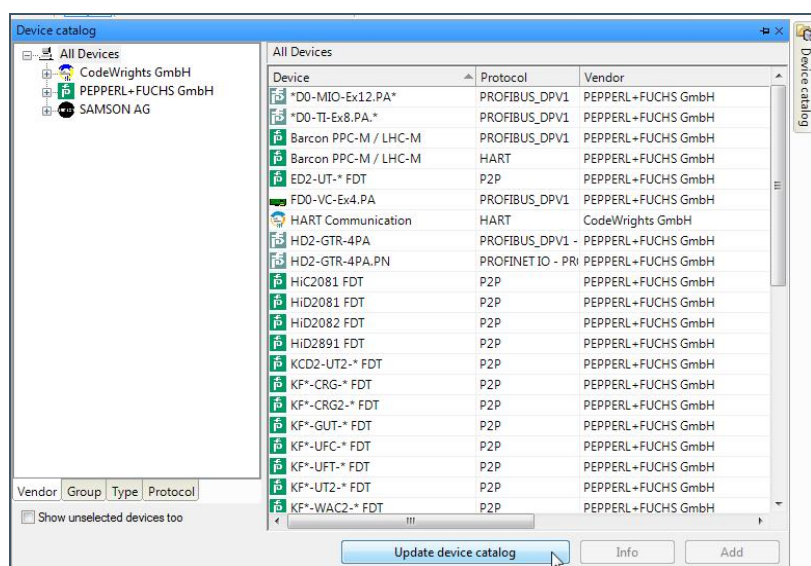 Device catalog
All Devices
CodeWrights GmbH
PEPPERL+FUCHS GmbH
SAMSON AG
Vendor Group Type Protocol
Show unselected devices too
All Devices
Device Protocol Vendor
*D0-MIO-Ex12.PA* PROFIBUS_DPV1 PEPPERL+FUCHS GmbH
*D0-TI-Ex8.PA.* PROFIBUS_DPV1 PEPPERL+FUCHS GmbH
Barcon PPC-M / LHC-M PROFIBUS_DPV1 PEPPERL+FUCHS GmbH
Barcon PPC-M / LHC-M HART PEPPERL+FUCHS GmbH
ED2-UT-* FDT P2P PEPPERL+FUCHS GmbH
FD0-VC-Ex4.PA PROFIBUS_DPV1 PEPPERL+FUCHS GmbH
HART Communication HART CodeWrights GmbH
HD2-GTR-4PA PROFIBUS_DPV1 - PEPPERL+FUCHS GmbH
HD2-GTR-4PA.PN PROFINET IO - PR PEPPERL+FUCHS GmbH
HiC2081 FDT P2P PEPPERL+FUCHS GmbH
HiD2081 FDT P2P PEPPERL+FUCHS GmbH
HiD2082 FDT P2P PEPPERL+FUCHS GmbH
HiD2891 FDT P2P PEPPERL+FUCHS GmbH
KCD2-UT2-* FDT P2P PEPPERL+FUCHS GmbH
KF*-CRG-* FDT P2P PEPPERL+FUCHS GmbH
KF*-CRG2-* FDT P2P PEPPERL+FUCHS GmbH
KF*-GUT-* FDT P2P PEPPERL+FUCHS GmbH
KF*-UFC-* FDT P2P PEPPERL+FUCHS GmbH
KF*-UFT-* FDT P2P PEPPERL+FUCHS GmbH
KF*-UT2-* FDT P2P PEPPERL+FUCHS GmbH
KF*-WAC2-* FDT P2P PEPPERL+FUCHS GmbH
Update device catalog Info Add
Device catalog